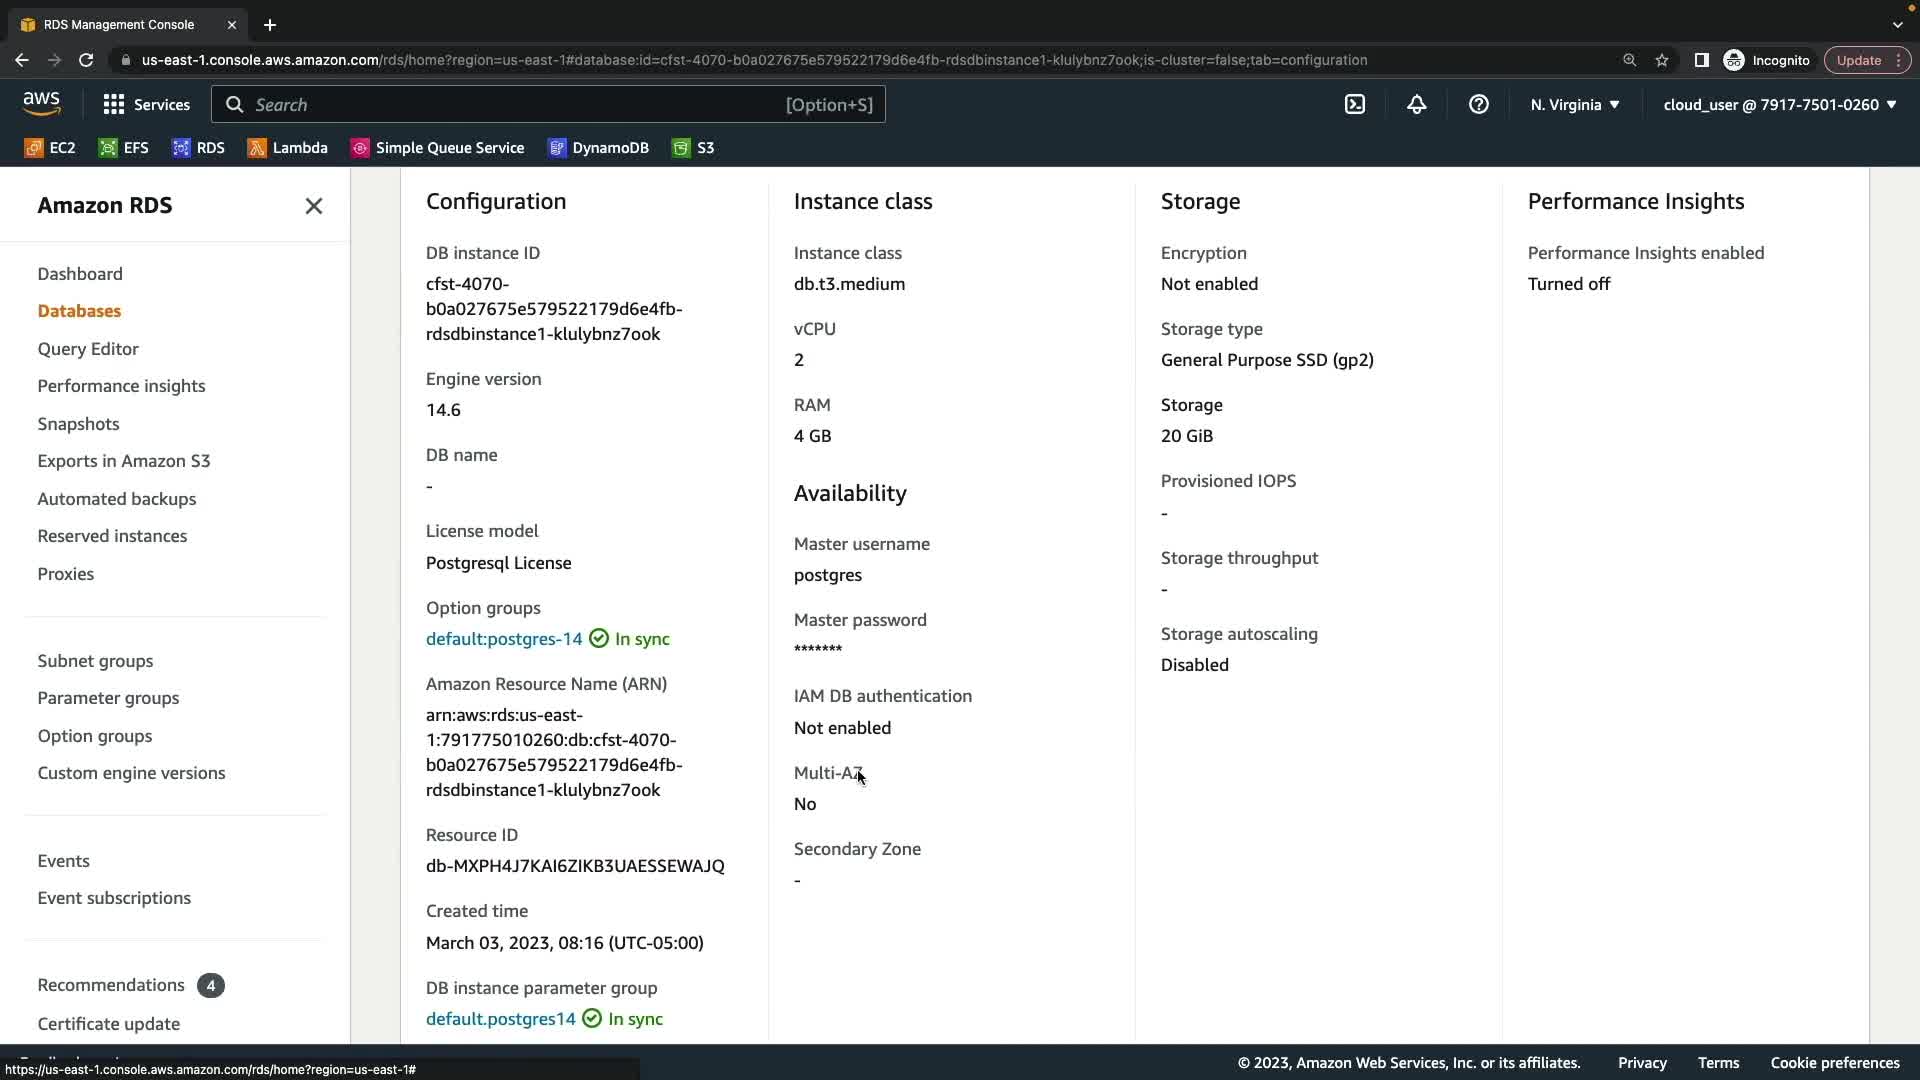 RDS Management Console
us-east-1.console.aws.amazon.com/rds/home?region=us-east-1#database:id=cfst-4070-b0a027675e579522179d6e4fb-rdsdbinstance1-klulybnz7ook;is-cluster=false;tab=configuration
Incognito
Update
aws
Services
Search
[Option+S]
N. Virginia
cloud_user @ 7917-7501-0260
EC2
EFS
RDS
Lambda
Simple Queue Service
DynamoDB
S3
Amazon RDS
Dashboard
Databases
Query Editor
Performance insights
Snapshots
Exports in Amazon S3
Automated backups
Reserved instances
Proxies
Subnet groups
Parameter groups
Option groups
Custom engine versions
Events
Event subscriptions
Recommendations 4
Certificate update
Configuration
DB instance ID
cfst-4070-
b0a027675e579522179d6e4fb-
rdsdbinstance1-klulybnz7ook
Engine version
14.6
DB name
-
License model
Postgresql License
Option groups
default:postgres-14 In sync
Amazon Resource Name (ARN)
arn:aws:rds:us-east-
1:791775010260:db:cfst-4070-
b0a027675e579522179d6e4fb-
rdsdbinstance1-klulybnz7ook
Resource ID
db-MXPH4J7KAI6ZIKB3UAESSEWAJQ
Created time
March 03, 2023, 08:16 (UTC-05:00)
DB instance parameter group
default.postgres14 In sync
Instance class
Instance class
db.t3.medium
vCPU
2
RAM
4 GB
Availability
Master username
postgres
Master password
*******
IAM DB authentication
Not enabled
Multi-AZ
No
Secondary Zone
-
Storage
Encryption
Not enabled
Storage type
General Purpose SSD (gp2)
Storage
20 GiB
Provisioned IOPS
-
Storage throughput
-
Storage autoscaling
Disabled
Performance Insights
Performance Insights enabled
Turned off
https://us-east-1.console.aws.amazon.com/rds/home?region=us-east-1#
© 2023, Amazon Web Services, Inc. or its affiliates.
Privacy
Terms
Cookie preferences